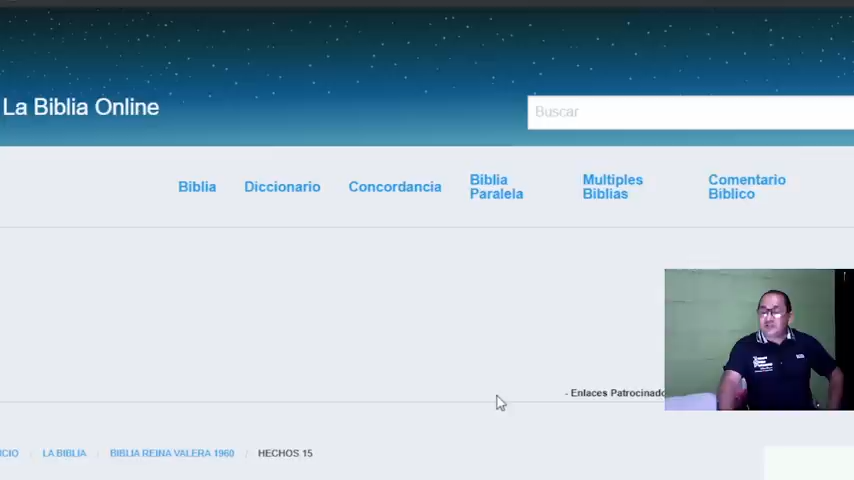 La Biblia Online
Buscar
Biblia
Diccionario
Concordancia
Biblia
Paralela
Multiples
Biblias
Comentario
Biblico
- Enlaces Patrocinado
LA BIBLIA / BIBLIA REINA VALERA 1960 / HECHOS 15